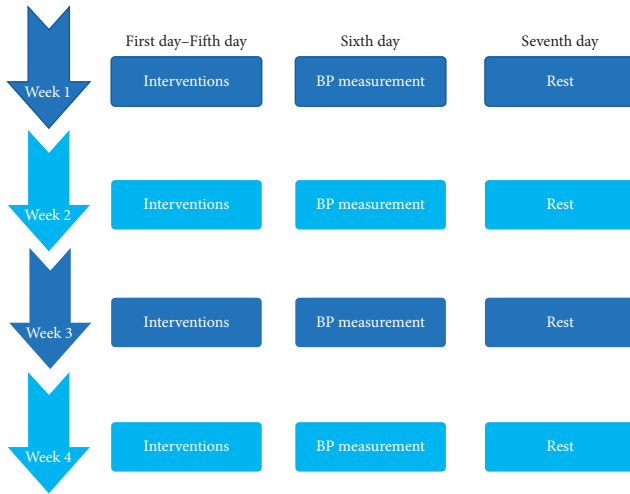 First day–Fifth day Sixth day Seventh day
Week 1 Interventions BP measurement Rest
Week 2 Interventions BP measurement Rest
Week 3 Interventions BP measurement Rest
Week 4 Interventions BP measurement Rest